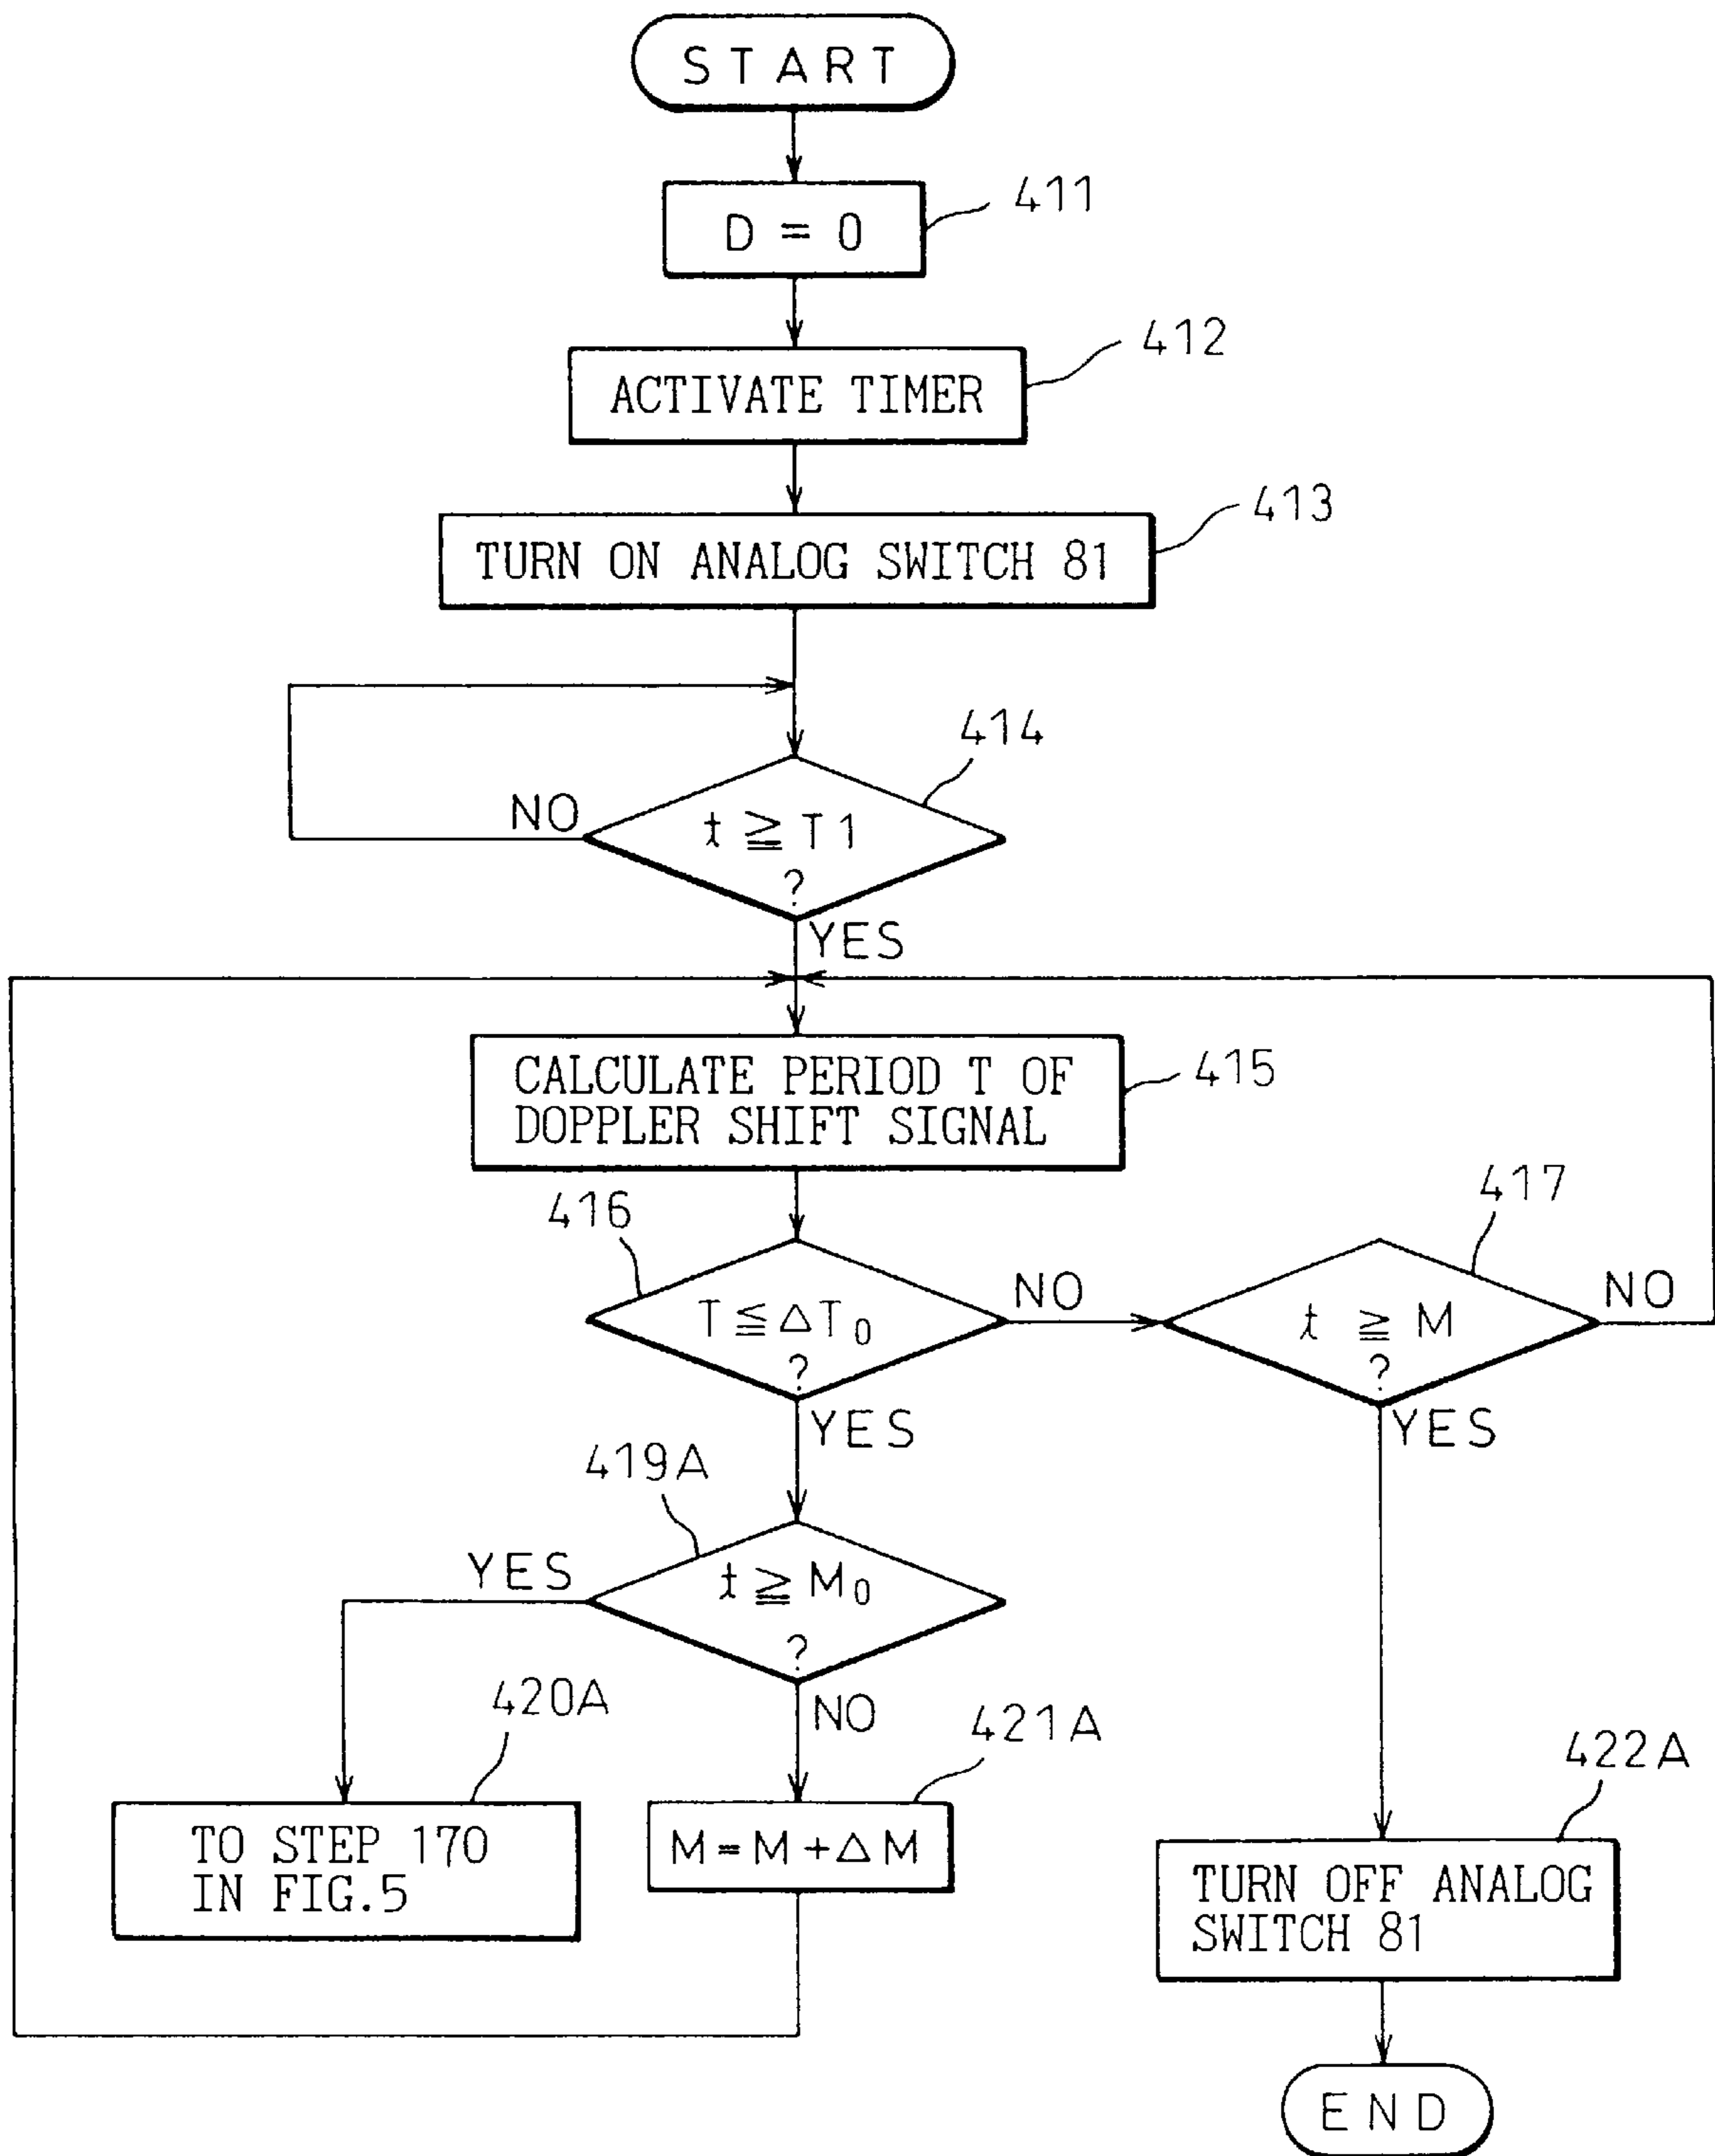 START
D = 0
411
ACTIVATE TIMER
412
TURN ON ANALOG SWITCH 81
413
414
t ≧ T1
?
NO
YES
CALCULATE PERIOD T OF
DOPPLER SHIFT SIGNAL
415
416
T ≦ ΔT₀
?
NO
YES
417
t ≧ M
?
NO
YES
419A
t ≧ M₀
?
YES
NO
420A
TO STEP 170
IN FIG.5
421A
M = M + ΔM
422A
TURN OFF ANALOG
SWITCH 81
END